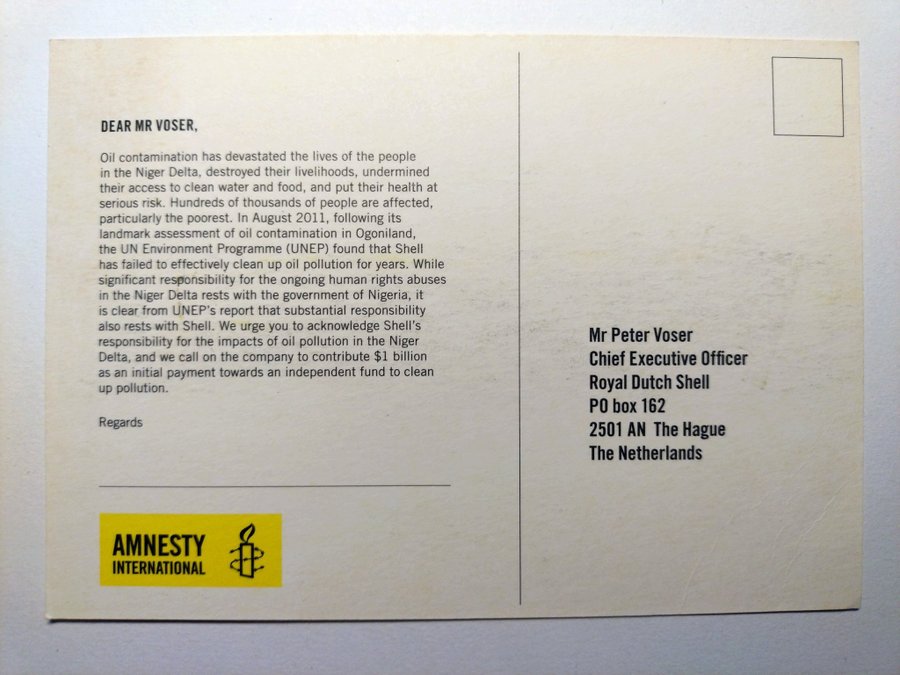 DEAR MR VOSER,
Oil contamination has devastated the lives of the people
in the Niger Delta, destroyed their livelihoods, undermined
their access to clean water and food, and put their health at
serious risk. Hundreds of thousands of people are affected,
particularly the poorest. In August 2011, following its
landmark assessment of oil contamination in Ogoniland,
the UN Environment Programme (UNEP) found that Shell
has failed to effectively clean up oil pollution for years. While
significant responsibility for the ongoing human rights abuses
in the Niger Delta rests with the government of Nigeria, it
is clear from UNEP's report that substantial responsibility
also rests with Shell. We urge you to acknowledge Shell's
responsibility for the impacts of oil pollution in the Niger
Delta, and we call on the company to contribute $1 billion
as an initial payment towards an independent fund to clean
up pollution.
Regards
AMNESTY
INTERNATIONAL
Mr Peter Voser
Chief Executive Officer
Royal Dutch Shell
PO box 162
2501 AN The Hague
The Netherlands